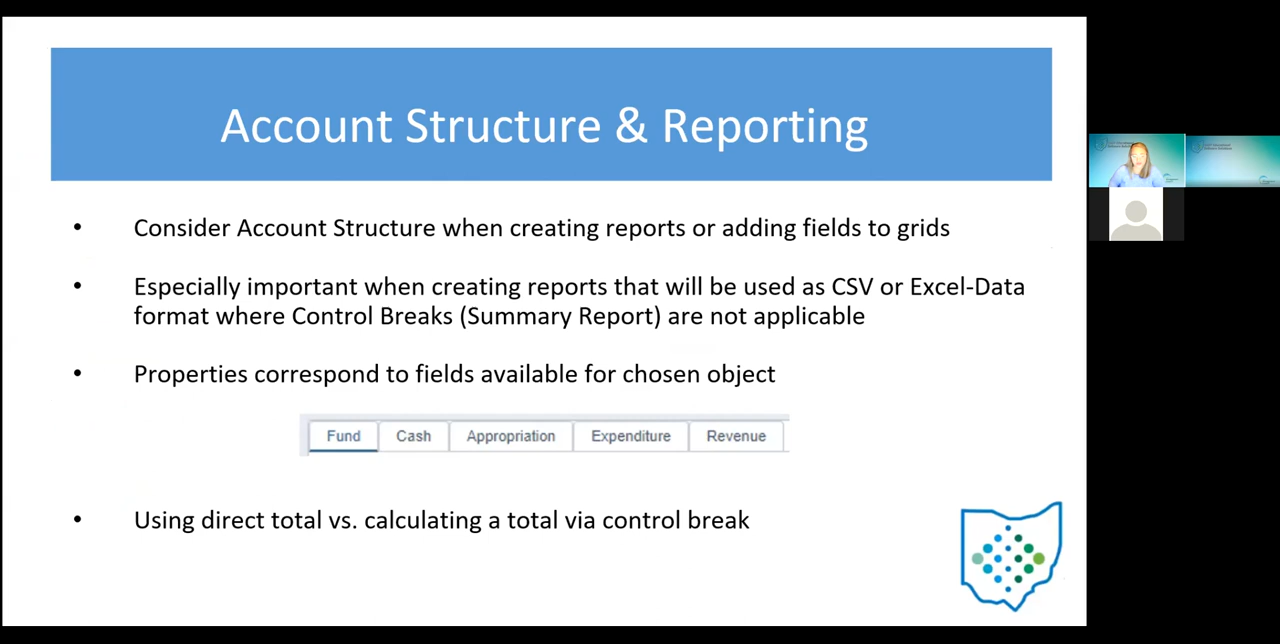 Account Structure & Reporting
• Consider Account Structure when creating reports or adding fields to grids
• Especially important when creating reports that will be used as CSV or Excel-Data
format where Control Breaks (Summary Report) are not applicable
• Properties correspond to fields available for chosen object
Fund Cash Appropriation Expenditure Revenue
• Using direct total vs. calculating a total via control break